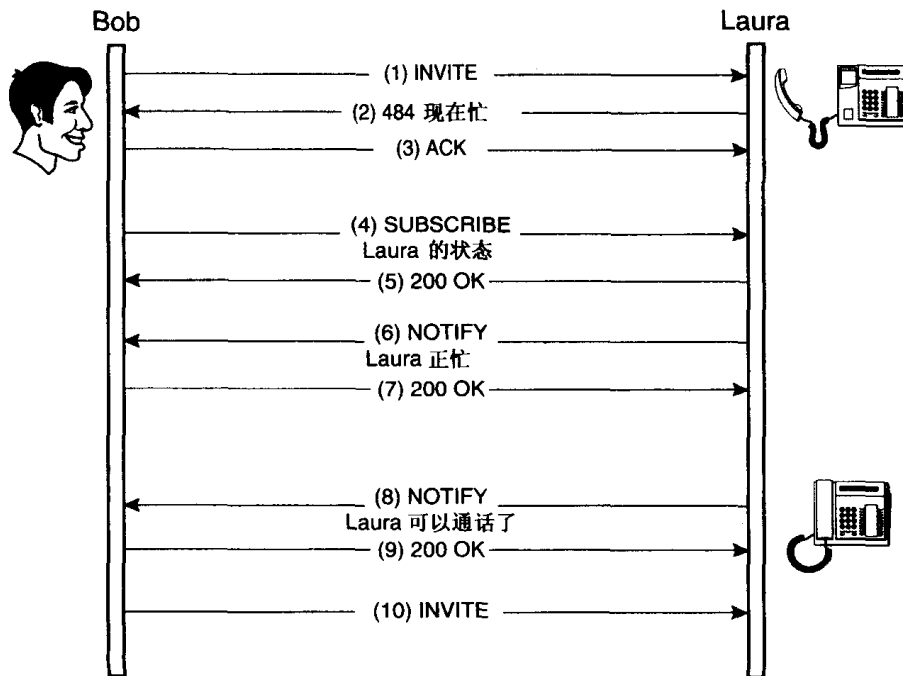 Bob
Laura
(1) INVITE
(2) 484 现在忙
(3) ACK
(4) SUBSCRIBE
Laura 的状态
(5) 200 OK
(6) NOTIFY
Laura 正忙
(7) 200 OK
(8) NOTIFY
Laura 可以通话了
(9) 200 OK
(10) INVITE